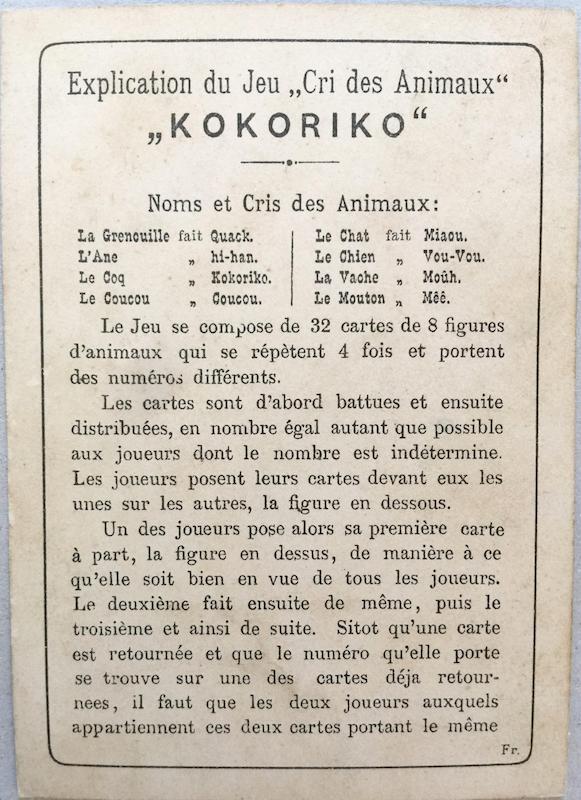 Explication du Jeu „Cri des Animaux“
„KOKORIKO“
Noms et Cris des Animaux:
La Grenouille fait Quack.
L'Ane „ hi-han.
Le Coq „ Kokoriko.
Le Coucou „ Coucou.
Le Chat fait Miaou.
Le Chien „ Vou-Vou.
La Vache „ Moûh.
Le Mouton „ Mêê.
Le Jeu se compose de 32 cartes de 8 figures
d'animaux qui se répètent 4 fois et portent
des numéros différents.
Les cartes sont d'abord battues et ensuite
distribuées, en nombre égal autant que possible
aux joueurs dont le nombre est indétermine.
Les joueurs posent leurs cartes devant eux les
unes sur les autres, la figure en dessous.
Un des joueurs pose alors sa première carte
à part, la figure en dessus, de manière à ce
qu'elle soit bien en vue de tous les joueurs.
Le deuxième fait ensuite de même, puis le
troisième et ainsi de suite. Sitot qu'une carte
est retournée et que le numéro qu'elle porte
se trouve sur une des cartes déja retour-
nees, il faut que les deux joueurs auxquels
appartiennent ces deux cartes portant le même
Fr.